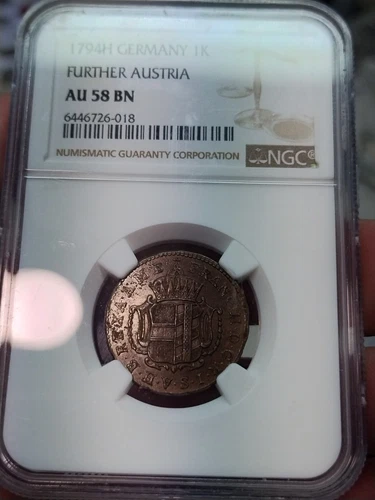 1794H GERMANY 1K
FURTHER AUSTRIA
AU 58 BN
6446726-018
NUMISMATIC GUARANTY CORPORATION NGC®